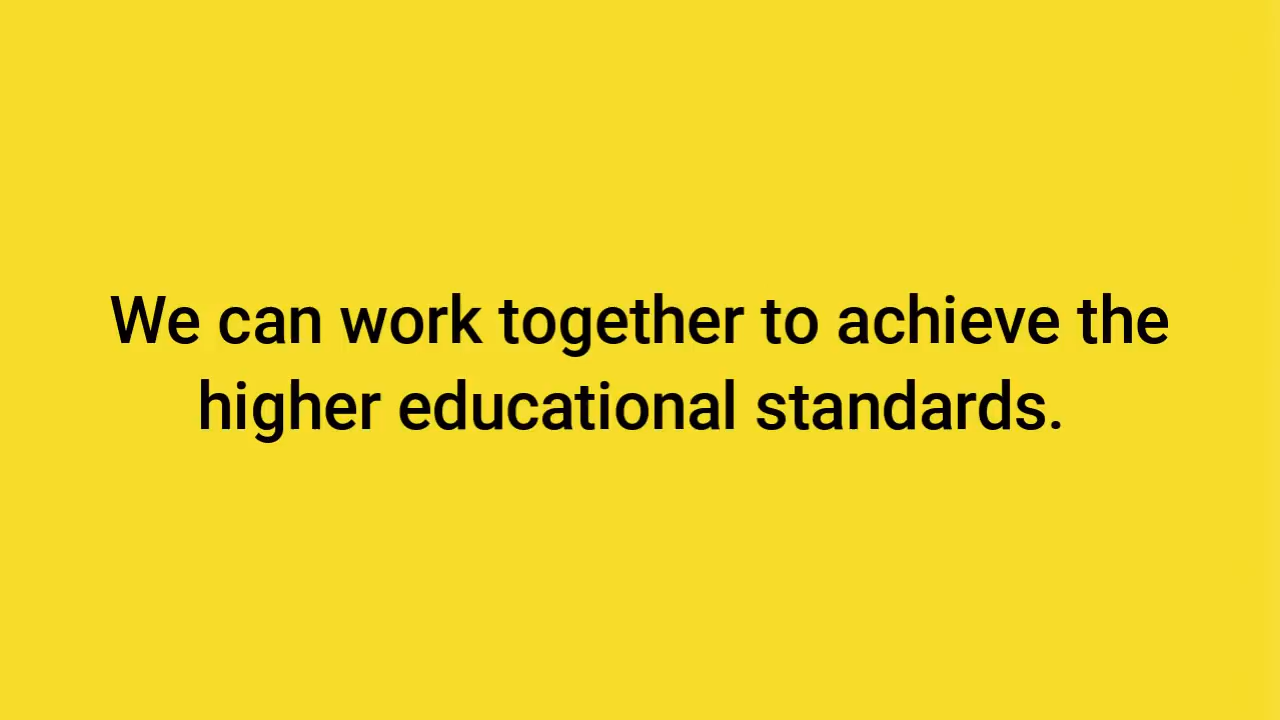 We can work together to achieve the
higher educational standards.